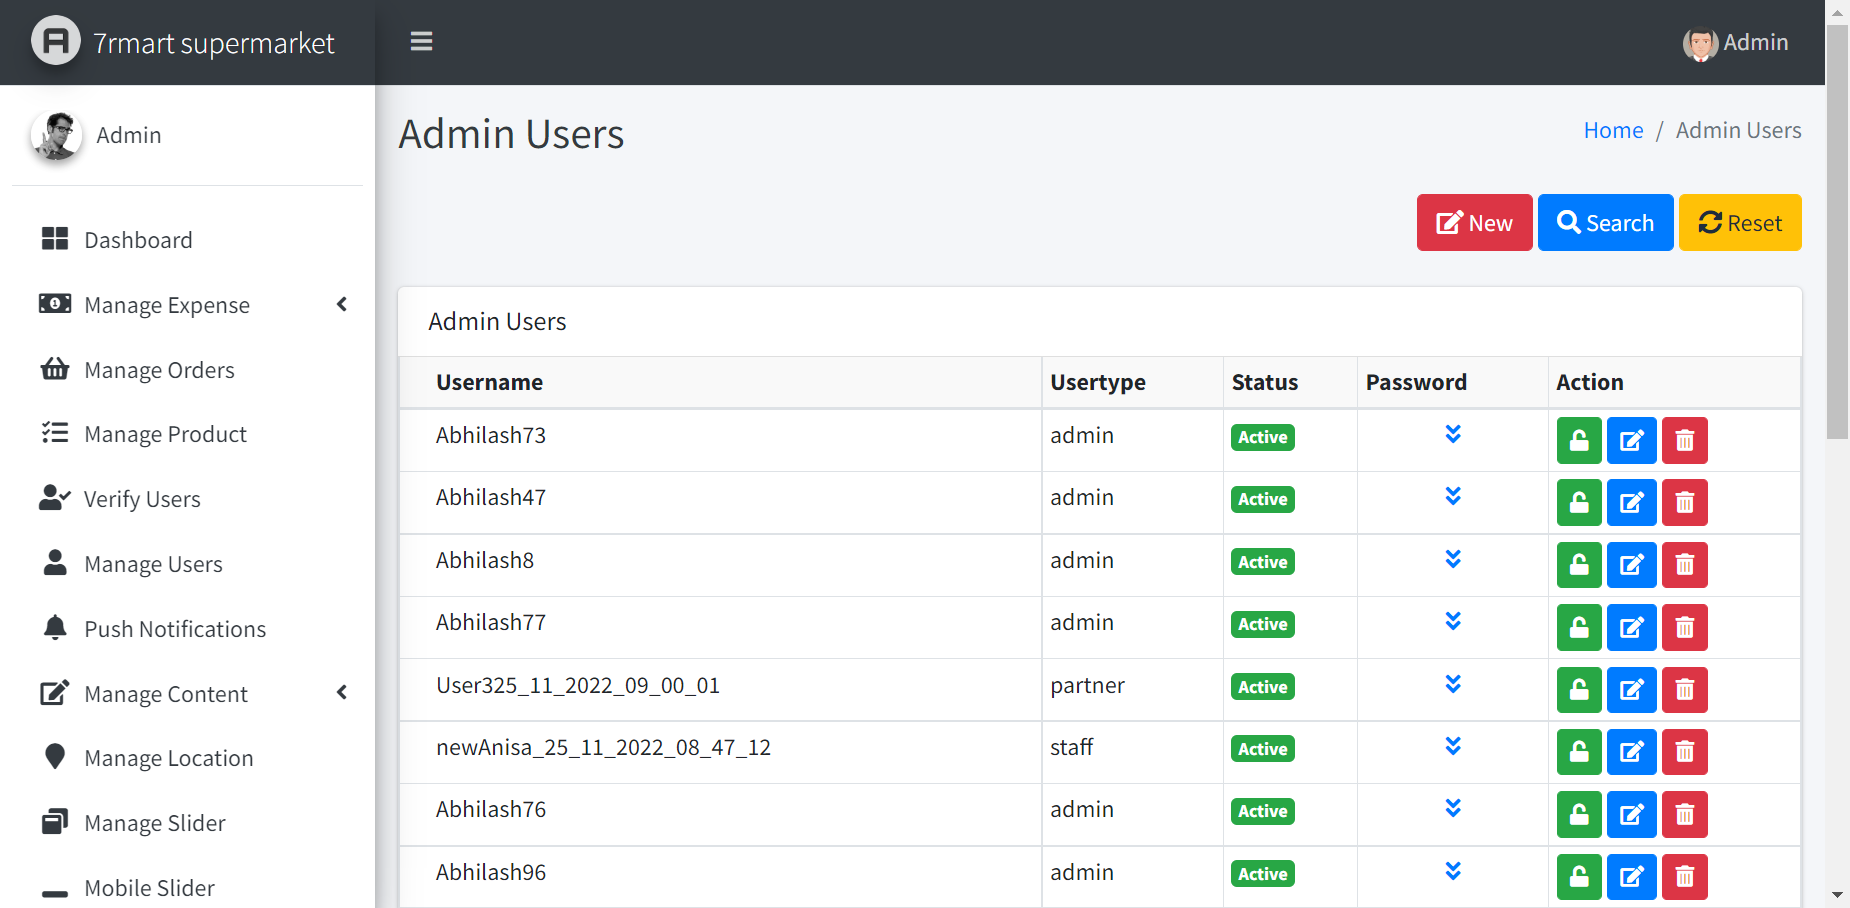 7rmart supermarket
Admin
Admin
Dashboard
Manage Expense
Manage Orders
Manage Product
Verify Users
Manage Users
Push Notifications
Manage Content
Manage Location
Manage Slider
Mobile Slider
Admin Users
Home / Admin Users
New Search Reset
Admin Users
Username Usertype Status Password Action
Abhilash73 admin Active
Abhilash47 admin Active
Abhilash8 admin Active
Abhilash77 admin Active
User325_11_2022_09_00_01 partner Active
newAnisa_25_11_2022_08_47_12 staff Active
Abhilash76 admin Active
Abhilash96 admin Active